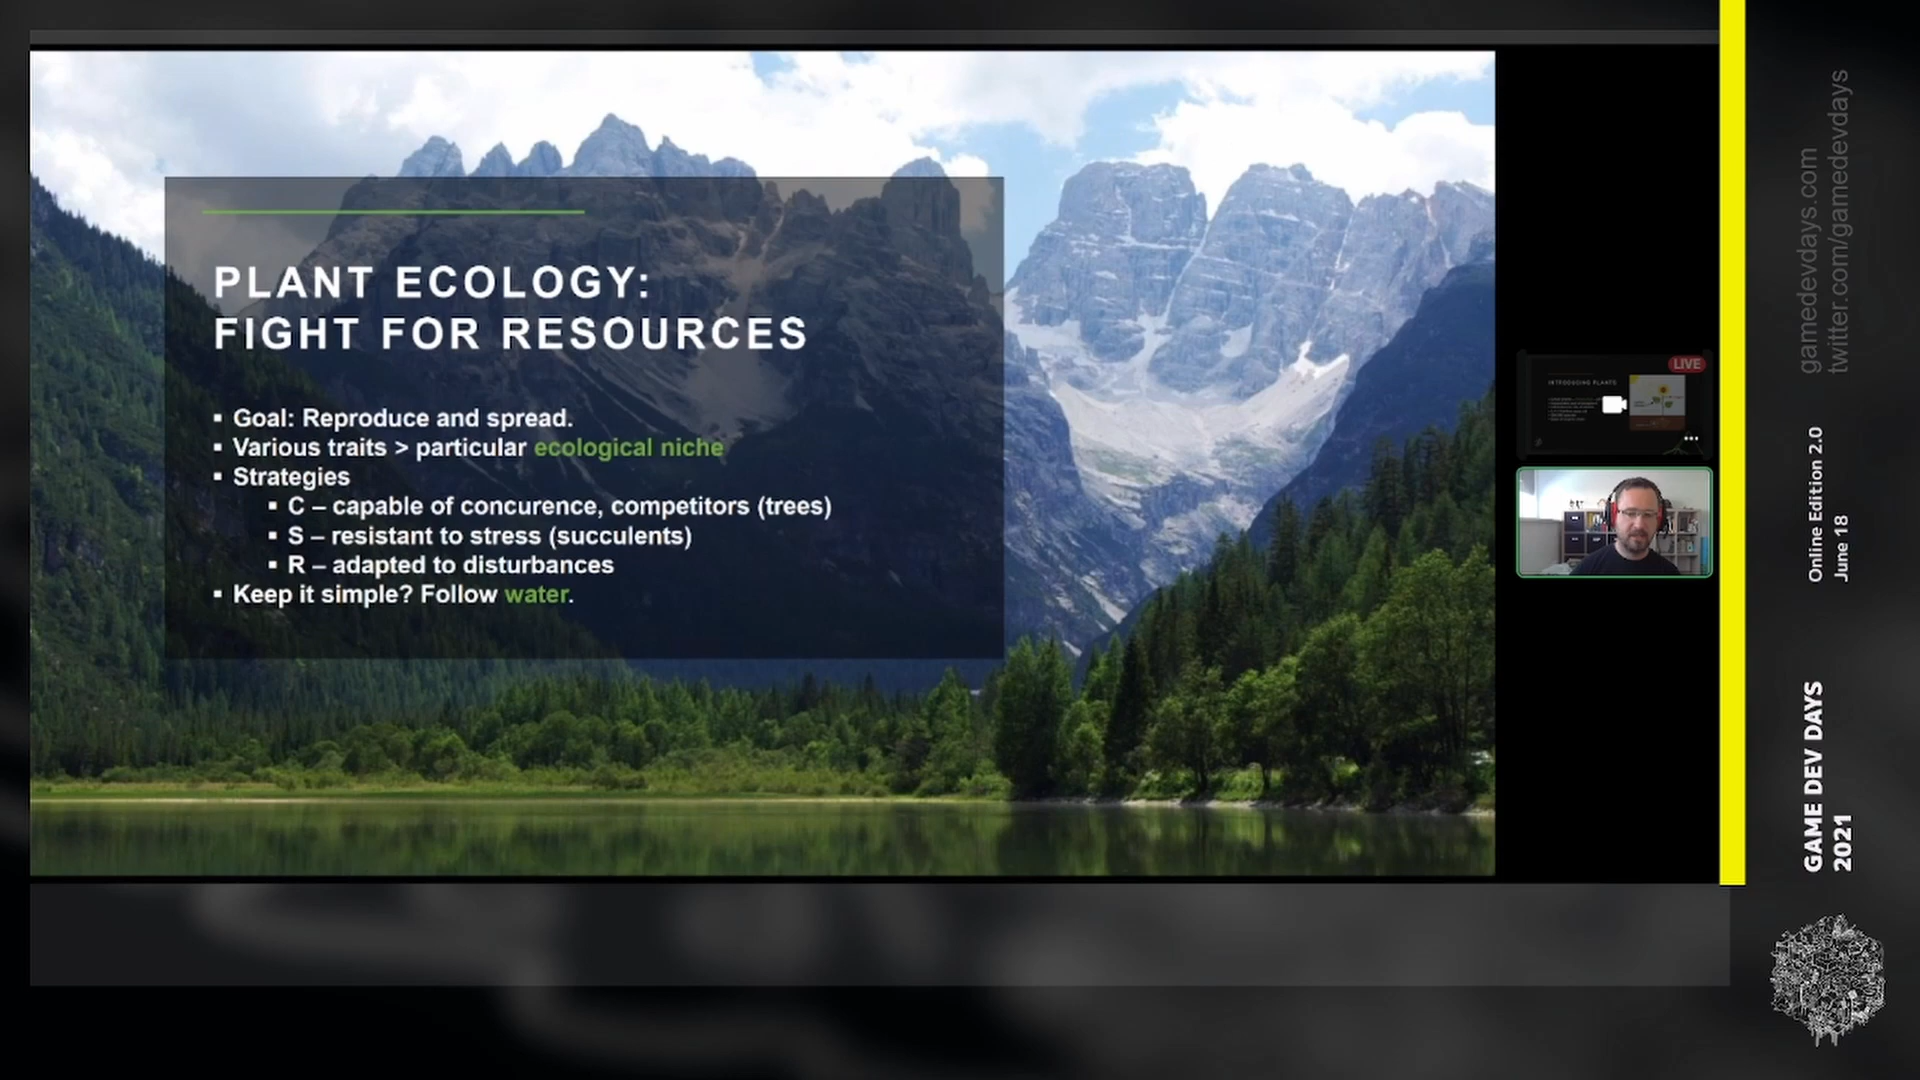 PLANT ECOLOGY:
FIGHT FOR RESOURCES
▪ Goal: Reproduce and spread.
▪ Various traits > particular ecological niche
▪ Strategies
▪ C – capable of concurence, competitors (trees)
▪ S – resistant to stress (succulents)
▪ R – adapted to disturbances
▪ Keep it simple? Follow water.
LIVE
INTRODUCING PLANTS
gamedevdays.com
twitter.com/gamedevdays
Online Edition 2.0
June 18
GAME DEV DAYS
2021